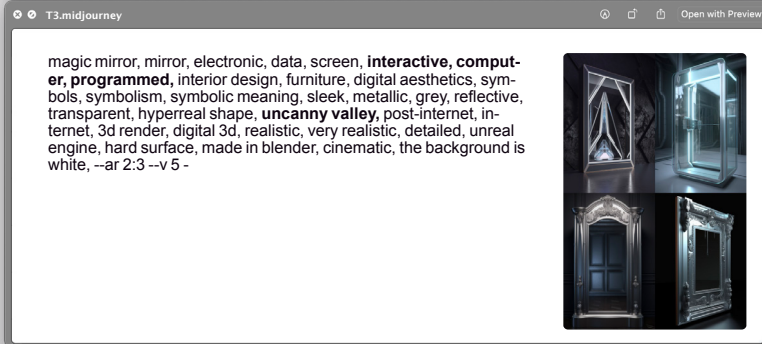 T3.midjourney
Open with Preview
magic mirror, mirror, electronic, data, screen, interactive, comput-
er, programmed, interior design, furniture, digital aesthetics, sym-
bols, symbolism, symbolic meaning, sleek, metallic, grey, reflective,
transparent, hyperreal shape, uncanny valley, post-internet, in-
ternet, 3d render, digital 3d, realistic, very realistic, detailed, unreal
engine, hard surface, made in blender, cinematic, the background is
white, --ar 2:3 --v 5 -